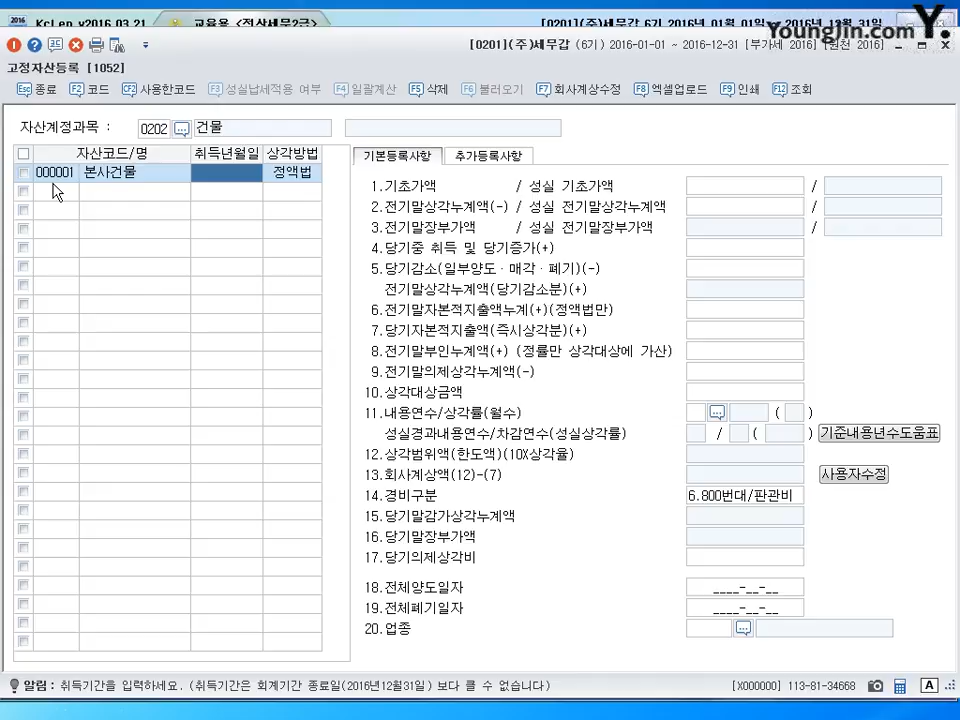 2016 KcLep v2016.03.21 교육용 <전산세무2급> [0201] (주)세무갑 6기 2016년 01월 01일 ~ 2016년 12월 31일
YoungJin.com Y.
[0201](주)세무갑 (6기) 2016-01-01 ~ 2016-12-31 [부가세 2016] [원천 2016]
고정자산등록 [1052]
Esc 종료 F2 코드 CF2 사용한코드 F3 성실납세적용 여부 F4 일괄계산 F5 삭제 F6 불러오기 F7 회사계상수정 F8 엑셀업로드 F9 인쇄 F12 조회
자산계정과목 : 0202 건물
자산코드/명 취득년월일 상각방법
000001 본사건물 정액법
기본등록사항 추가등록사항
1.기초가액 / 성실 기초가액 /
2.전기말상각누계액(-) / 성실 전기말상각누계액 /
3.전기말장부가액 / 성실 전기말장부가액 /
4.당기중 취득 및 당기증가(+)
5.당기감소(일부양도·매각·폐기)(-)
전기말상각누계액(당기감소분)(+)
6.전기말자본적지출액누계(+)(정액법만)
7.당기자본적지출액(즉시상각분)(+)
8.전기말부인누계액(+) (정률만 상각대상에 가산)
9.전기말의제상각누계액(-)
10.상각대상금액
11.내용연수/상각률(월수) ( )
성실경과내용연수/차감연수(성실상각률) / ( ) 기준내용년수도움표
12.상각범위액(한도액)(10X상각율)
13.회사계상액(12)-(7) 사용자수정
14.경비구분 6.800번대/판관비
15.당기말감가상각누계액
16.당기말장부가액
17.당기의제상각비
18.전체양도일자 ____-__-__
19.전체폐기일자 ____-__-__
20.업종
알림 : 취득기간을 입력하세요. (취득기간은 회계기간 종료일(2016년12월31일) 보다 클 수 없습니다) [X000000] 113-81-34668 A